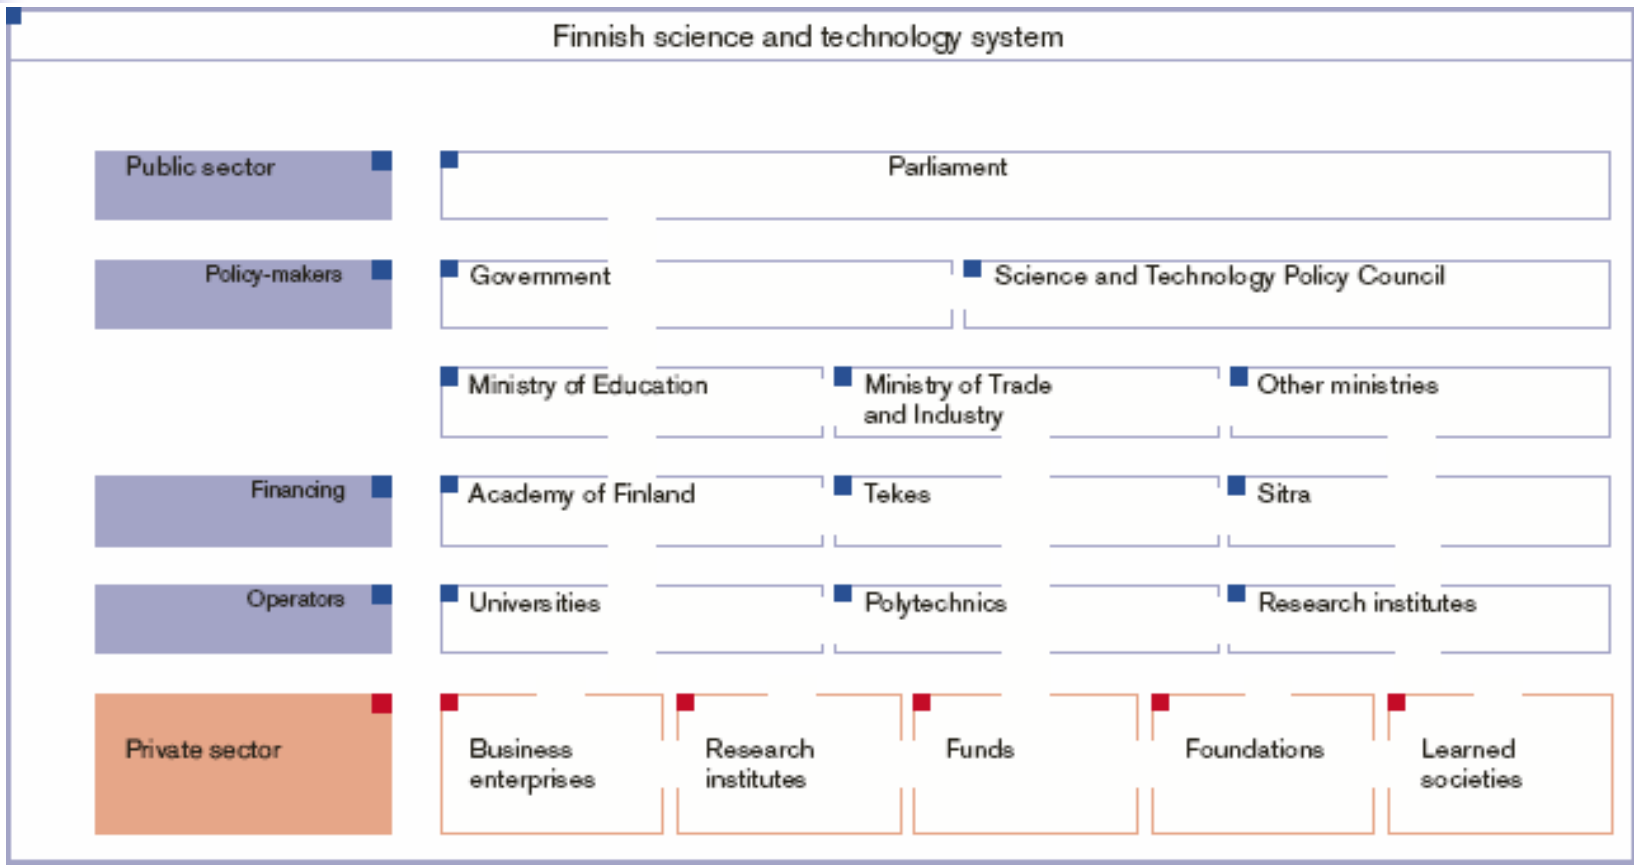 Finnish science and technology system
Public sector
Parliament
Policy-makers
Government
Science and Technology Policy Council
Ministry of Education
Ministry of Trade
and Industry
Other ministries
Financing
Academy of Finland
Tekes
Sitra
Operators
Universities
Polytechnics
Research institutes
Private sector
Business
enterprises
Research
institutes
Funds
Foundations
Learned
societies